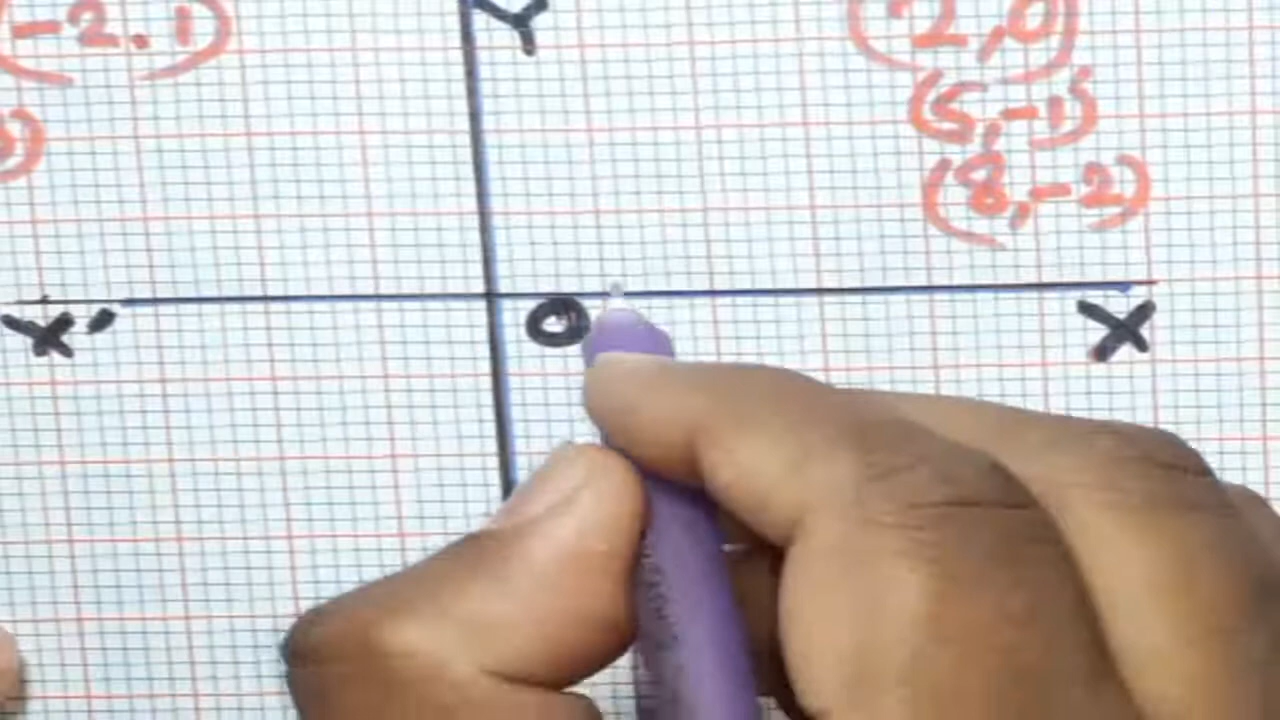 (-2,1)
Y
(2,0)
(5,-1)
(8,-2)
X'
O
X